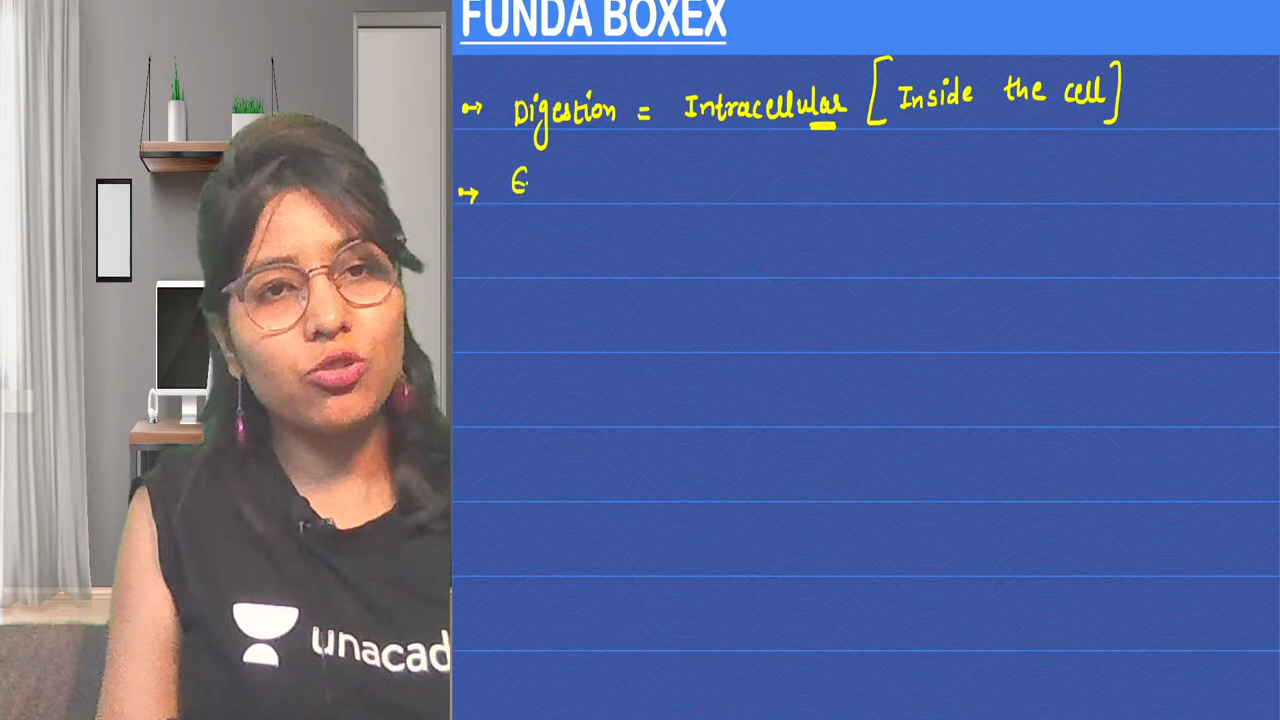 FUNDA BOXEX
→ Digestion = Intracellular [Inside the cell]
→ E
unacad